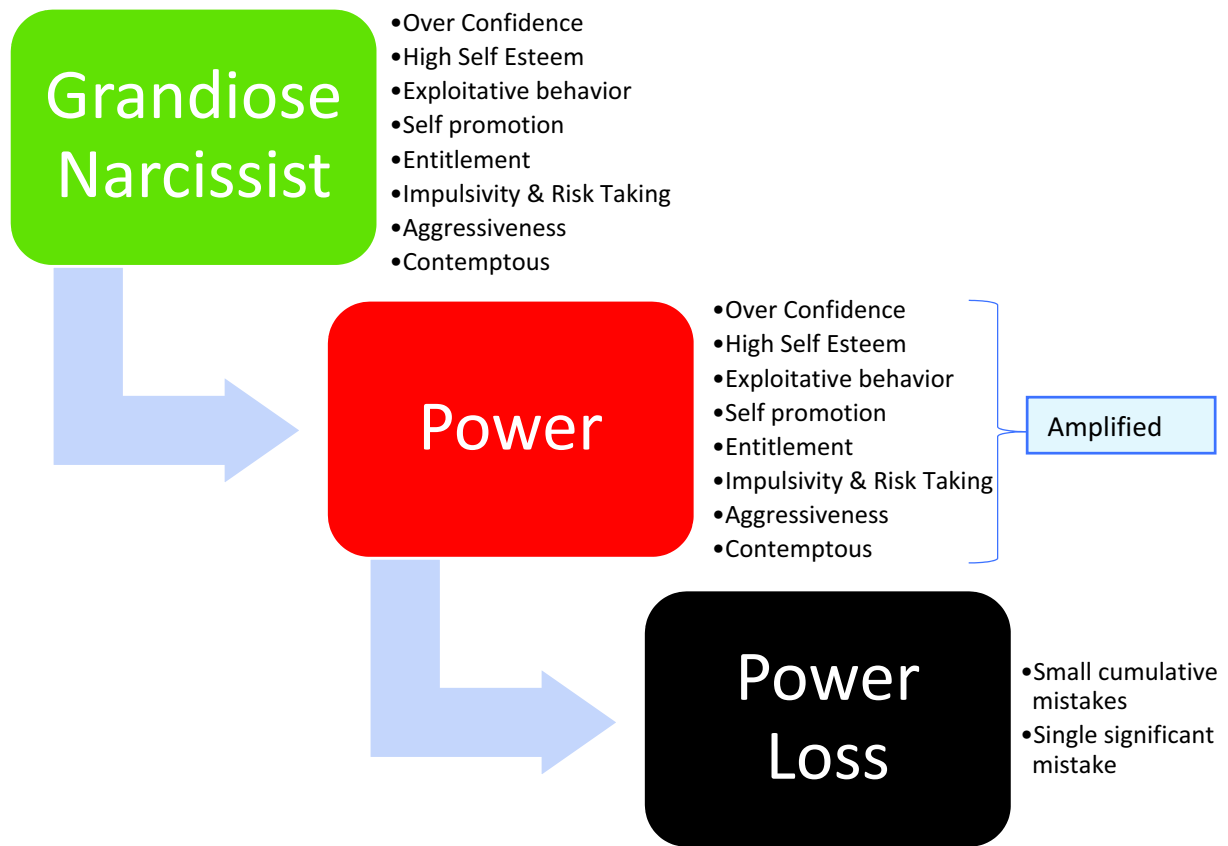 Grandiose
Narcissist
•Over Confidence
•High Self Esteem
•Exploitative behavior
•Self promotion
•Entitlement
•Impulsivity & Risk Taking
•Aggressiveness
•Contemptous
Power
•Over Confidence
•High Self Esteem
•Exploitative behavior
•Self promotion
•Entitlement
•Impulsivity & Risk Taking
•Aggressiveness
•Contemptous
Amplified
Power
Loss
•Small cumulative
mistakes
•Single significant
mistake